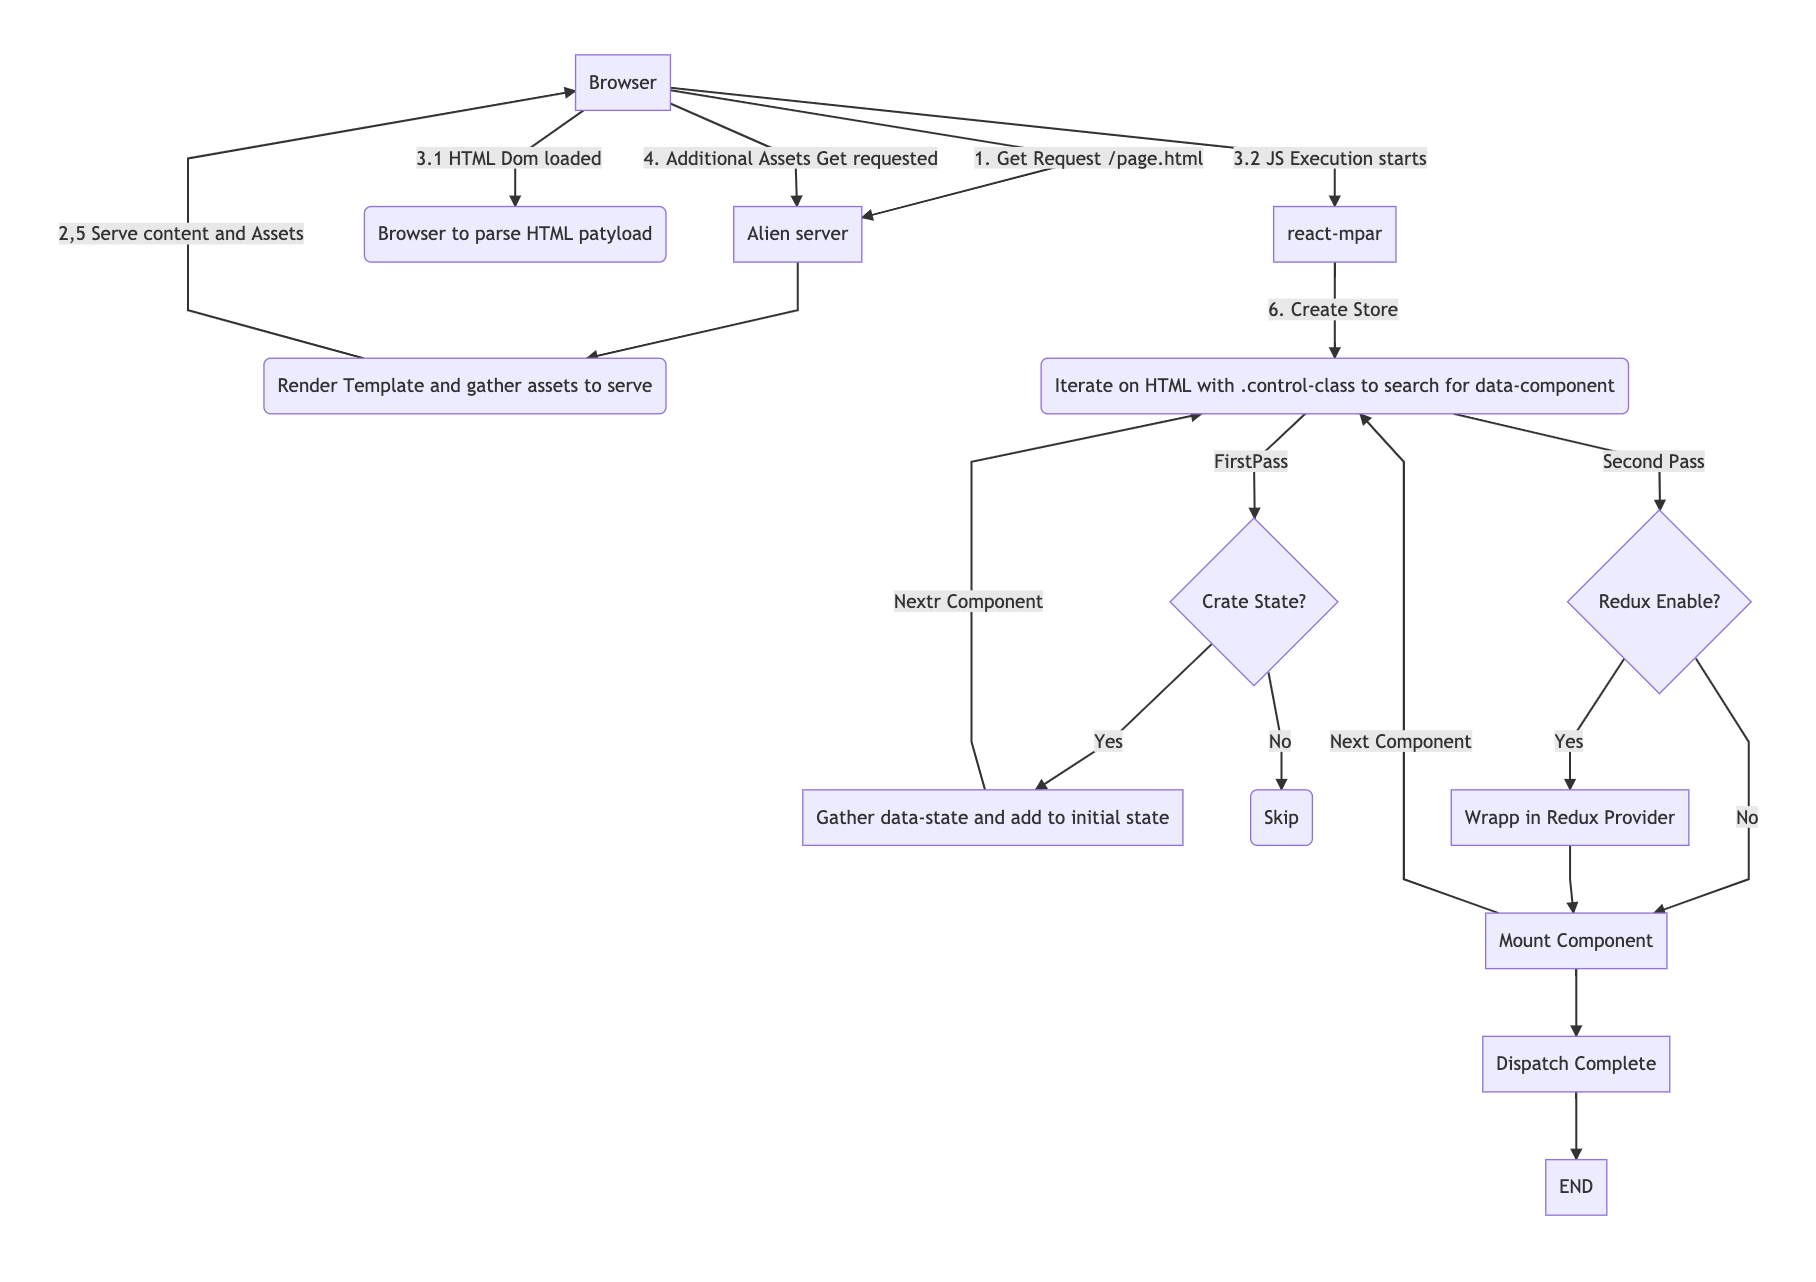 Browser
3.1 HTML Dom loaded
4. Additional Assets Get requested
1. Get Request /page.html
3.2 JS Execution starts
2,5 Serve content and Assets
Browser to parse HTML patyload
Alien server
react-mpar
6. Create Store
Render Template and gather assets to serve
Iterate on HTML with .control-class to search for data-component
FirstPass
Second Pass
Nextr Component
Crate State?
Redux Enable?
Yes
No
Next Component
Yes
Gather data-state and add to initial state
Skip
Wrapp in Redux Provider
No
Mount Component
Dispatch Complete
END